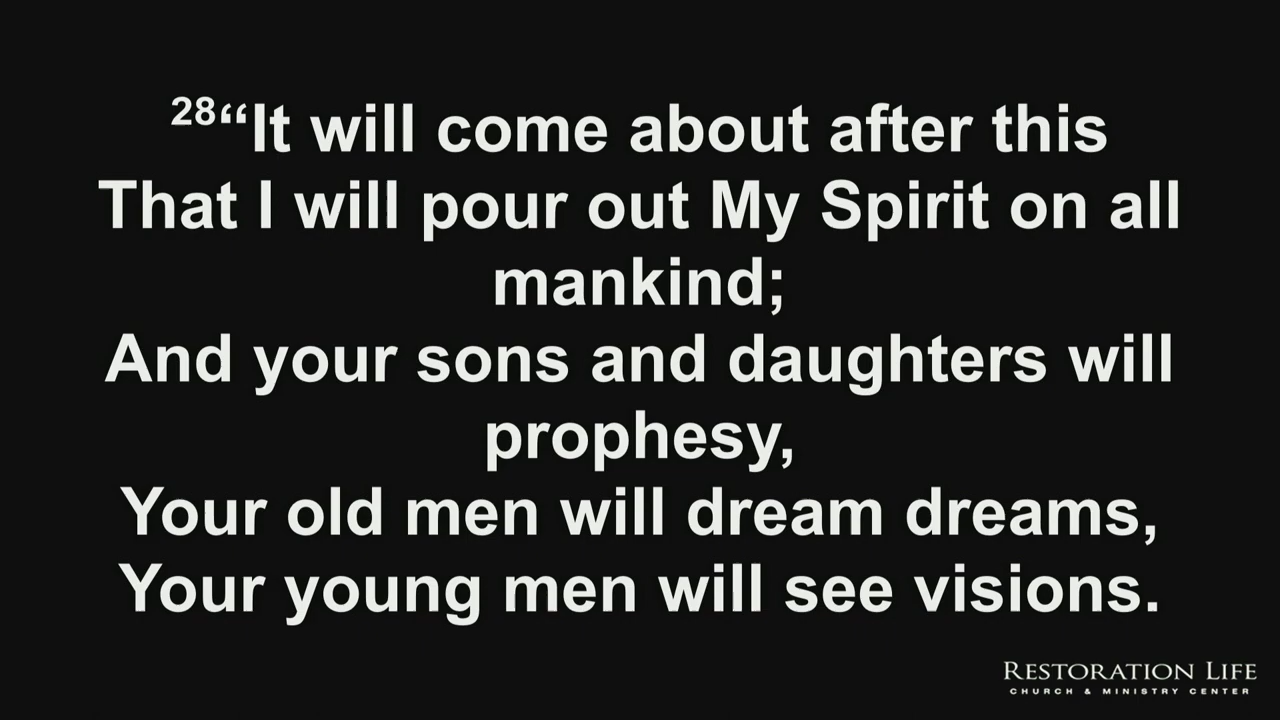 28“It will come about after this
That I will pour out My Spirit on all
mankind;
And your sons and daughters will
prophesy,
Your old men will dream dreams,
Your young men will see visions.
RESTORATION LIFE
CHURCH & MINISTRY CENTER